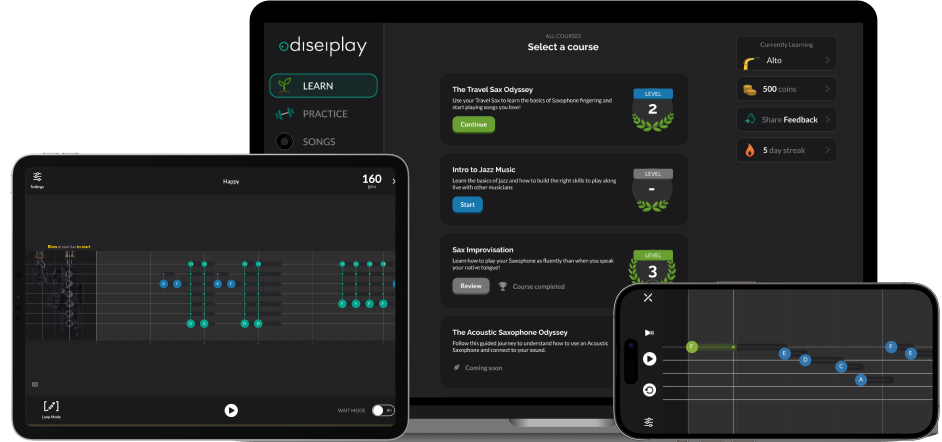 odiseiplay
LEARN
PRACTICE
SONGS
ALL COURSES
Select a course
The Travel Sax Odyssey
Use your Travel Sax to learn the basics of Saxophone fingering and
start playing songs you love!
Continue
LEVEL
2
Intro to Jazz Music
Learn the basics of jazz and how to build the right skills to play along
live with other musicians
Start
LEVEL
-
Sax Improvisation
Learn how to play your Saxophone as fluently than when you speak
your native tongue!
Review
Course completed
LEVEL
3
The Acoustic Saxophone Odyssey
Follow this guided journey to understand how to use an Acoustic
Saxophone and connect to your sound.
Coming soon
Currently Learning
Alto
500 coins
Share Feedback
5 day streak
Settings
Happy
160
BPM
Blow in your Sax to start
Loop Mode
WAIT MODE
F
E
D
C
A
F
E